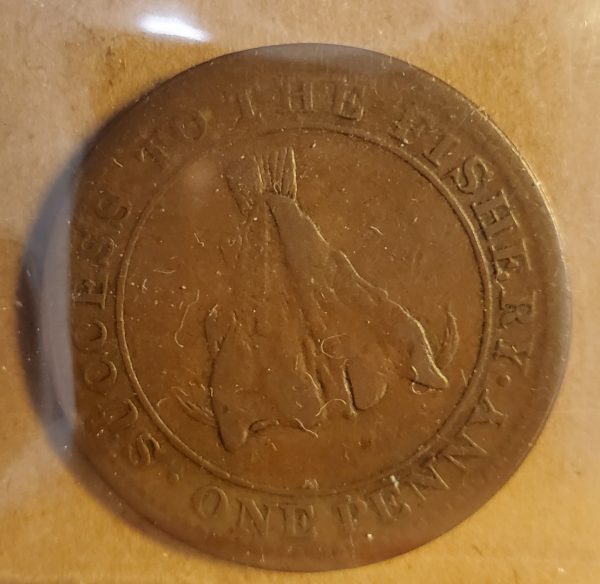 SUCCESS TO THE FISHERY ·
ONE PENNY ·